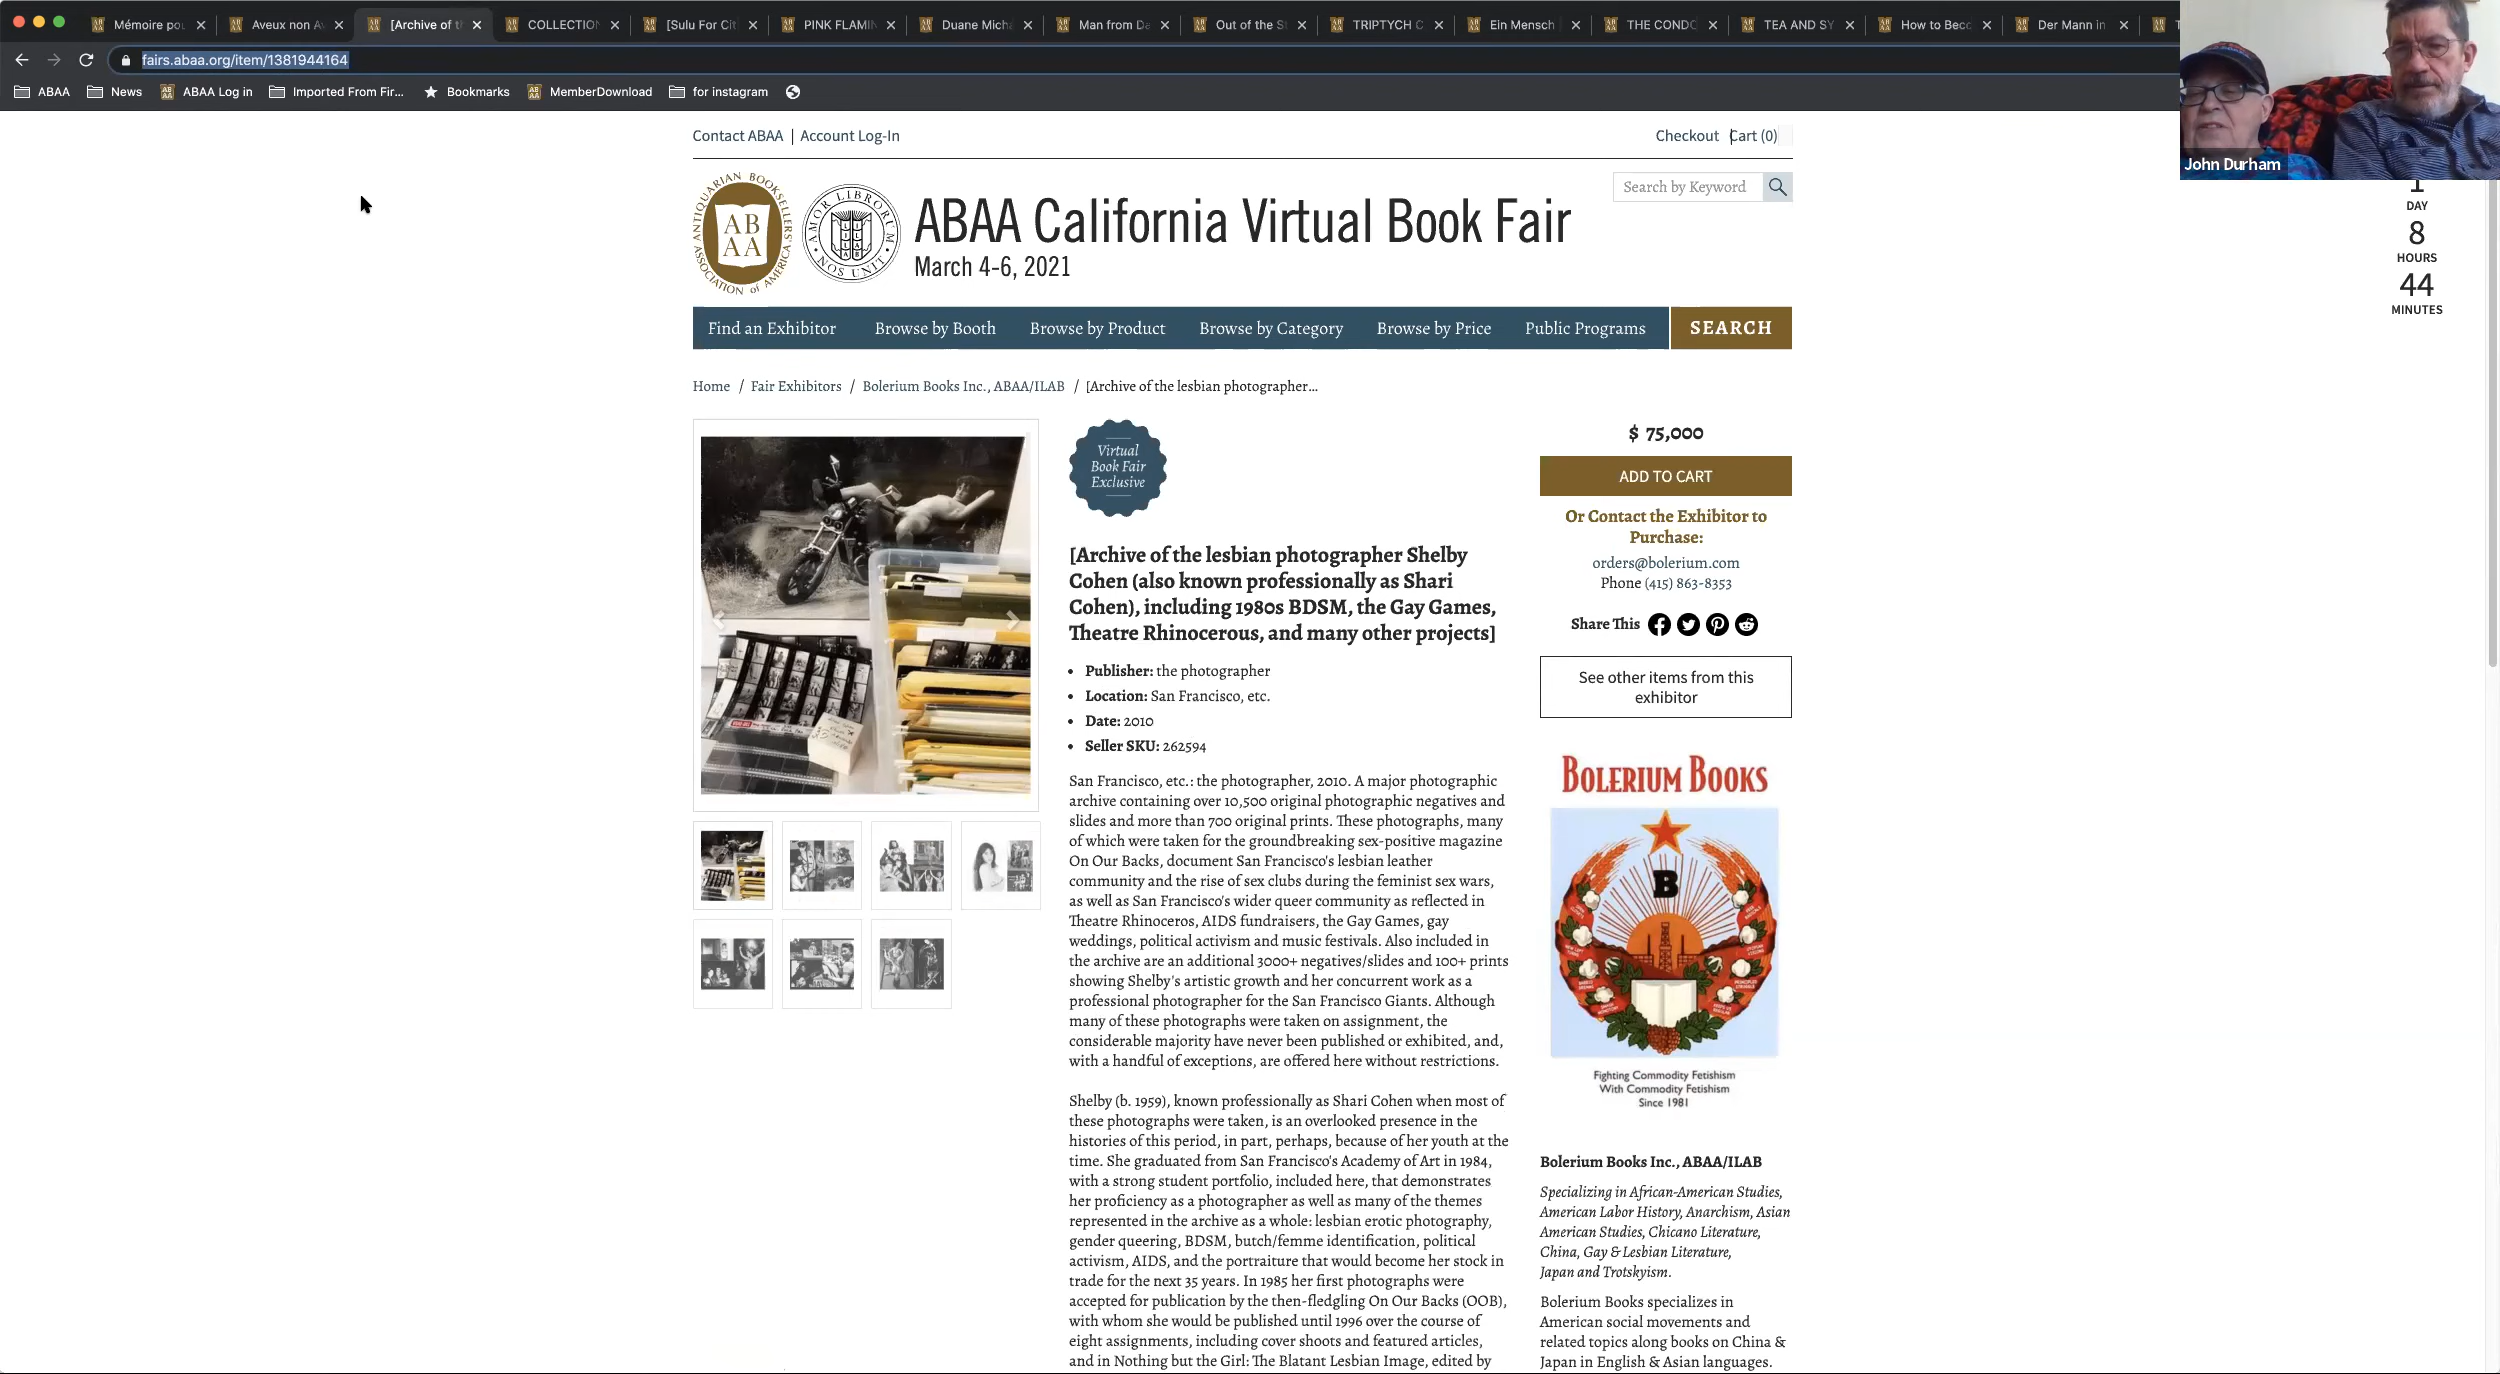 Mémoire pou
Aveux non A
[Archive of t
COLLECTION
[Sulu For Cit
PINK FLAMIN
Duane Mich
Man from Da
Out of the S
TRIPTYCH C
Ein Mensch
THE CONDO
TEA AND SY
How to Beco
Der Mann in
fairs.abaa.org/item/1381944164
ABAA
News
ABAA Log in
Imported From Fir...
Bookmarks
MemberDownload
for instagram
John Durham
Contact ABAA | Account Log-In
Checkout
Cart (0)
1
DAY
8
HOURS
44
MINUTES
ANTIQUARIAN BOOKSELLERS' ASSOCIATION of AMERICA
AB
AA
AMOR LIBRORUM NOS UNIT
ABAA California Virtual Book Fair
March 4-6, 2021
Search by Keyword
Find an Exhibitor
Browse by Booth
Browse by Product
Browse by Category
Browse by Price
Public Programs
SEARCH
Home / Fair Exhibitors / Bolerium Books Inc., ABAA/ILAB / [Archive of the lesbian photographer...
Virtual
Book Fair
Exclusive
[Archive of the lesbian photographer Shelby
Cohen (also known professionally as Shari
Cohen), including 1980s BDSM, the Gay Games,
Theatre Rhinocerous, and many other projects]
• Publisher: the photographer
• Location: San Francisco, etc.
• Date: 2010
• Seller SKU: 262594
San Francisco, etc.: the photographer, 2010. A major photographic
archive containing over 10,500 original photographic negatives and
slides and more than 700 original prints. These photographs, many
of which were taken for the groundbreaking sex-positive magazine
On Our Backs, document San Francisco's lesbian leather
community and the rise of sex clubs during the feminist sex wars,
as well as San Francisco's wider queer community as reflected in
Theatre Rhinoceros, AIDS fundraisers, the Gay Games, gay
weddings, political activism and music festivals. Also included in
the archive are an additional 3000+ negatives/slides and 100+ prints
showing Shelby's artistic growth and her concurrent work as a
professional photographer for the San Francisco Giants. Although
many of these photographs were taken on assignment, the
considerable majority have never been published or exhibited, and,
with a handful of exceptions, are offered here without restrictions.
Shelby (b. 1959), known professionally as Shari Cohen when most of
these photographs were taken, is an overlooked presence in the
histories of this period, in part, perhaps, because of her youth at the
time. She graduated from San Francisco's Academy of Art in 1984,
with a strong student portfolio, included here, that demonstrates
her proficiency as a photographer as well as many of the themes
represented in the archive as a whole: lesbian erotic photography,
gender queering, BDSM, butch/femme identification, political
activism, AIDS, and the portraiture that would become her stock in
trade for the next 35 years. In 1985 her first photographs were
accepted for publication by the then-fledgling On Our Backs (OOB),
with whom she would be published until 1996 over the course of
eight assignments, including cover shoots and featured articles,
and in Nothing but the Girl: The Blatant Lesbian Image, edited by
$ 75,000
ADD TO CART
Or Contact the Exhibitor to
Purchase:
orders@bolerium.com
Phone (415) 863-8353
Share This
See other items from this
exhibitor
BOLERIUM BOOKS
B
Fighting Commodity Fetishism
With Commodity Fetishism
Since 1981
Bolerium Books Inc., ABAA/ILAB
Specializing in African-American Studies,
American Labor History, Anarchism, Asian
American Studies, Chicano Literature,
China, Gay & Lesbian Literature,
Japan and Trotskyism.
Bolerium Books specializes in
American social movements and
related topics along books on China &
Japan in English & Asian languages.